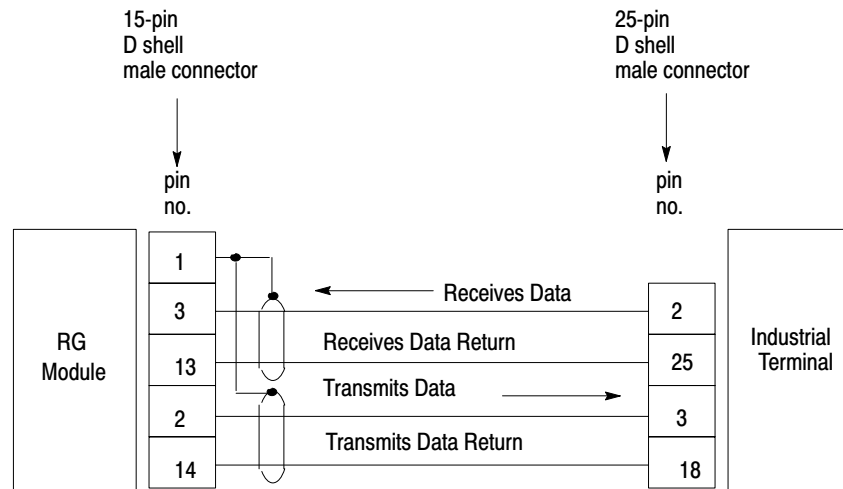 15-pin
D shell
male connector
25-pin
D shell
male connector
pin
no.
pin
no.
RG
Module
1
3
13
2
14
Receives Data
Receives Data Return
Transmits Data
Transmits Data Return
2
25
3
18
Industrial
Terminal